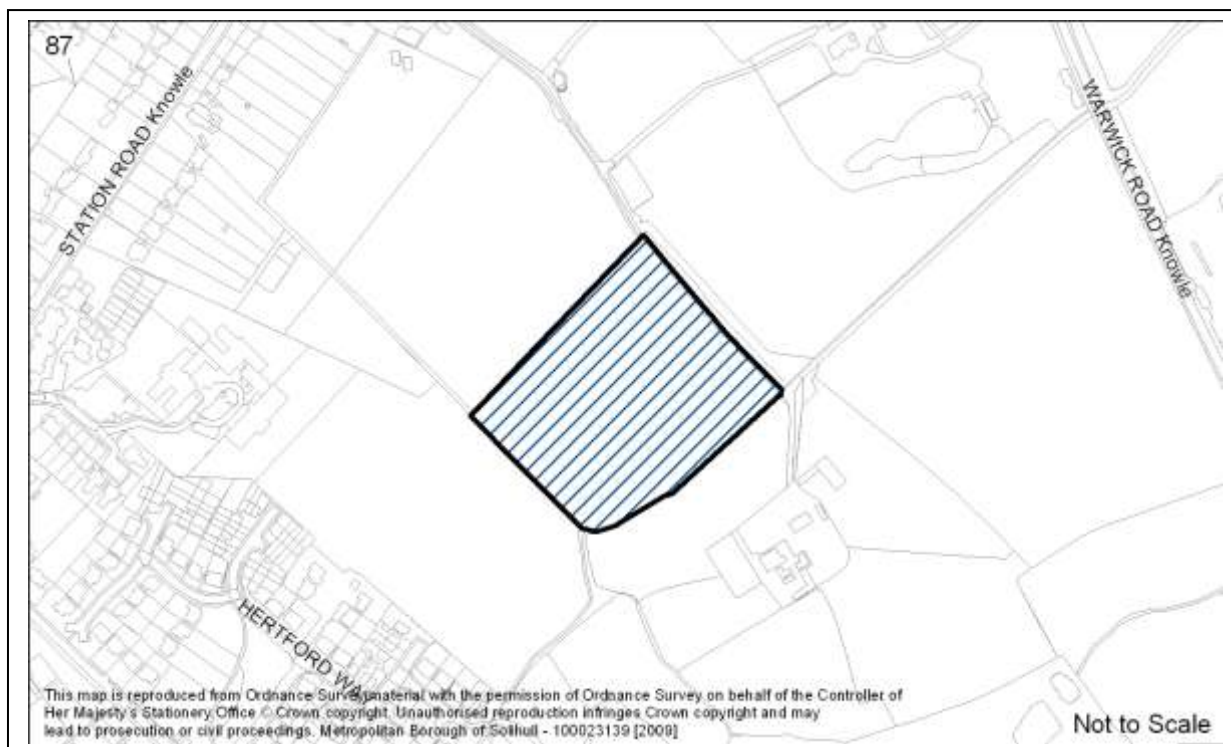 87
STATION ROAD Knowle
WARWICK ROAD Knowle
HERTFORD WA
This map is reproduced from Ordnance Survey material with the permission of Ordnance Survey on behalf of the Controller of
Her Majesty's Stationery Office © Crown copyright. Unauthorised reproduction infringes Crown copyright and may
lead to prosecution or civil proceedings. Metropolitan Borough of Solihull - 100023139 [2009]
Not to Scale